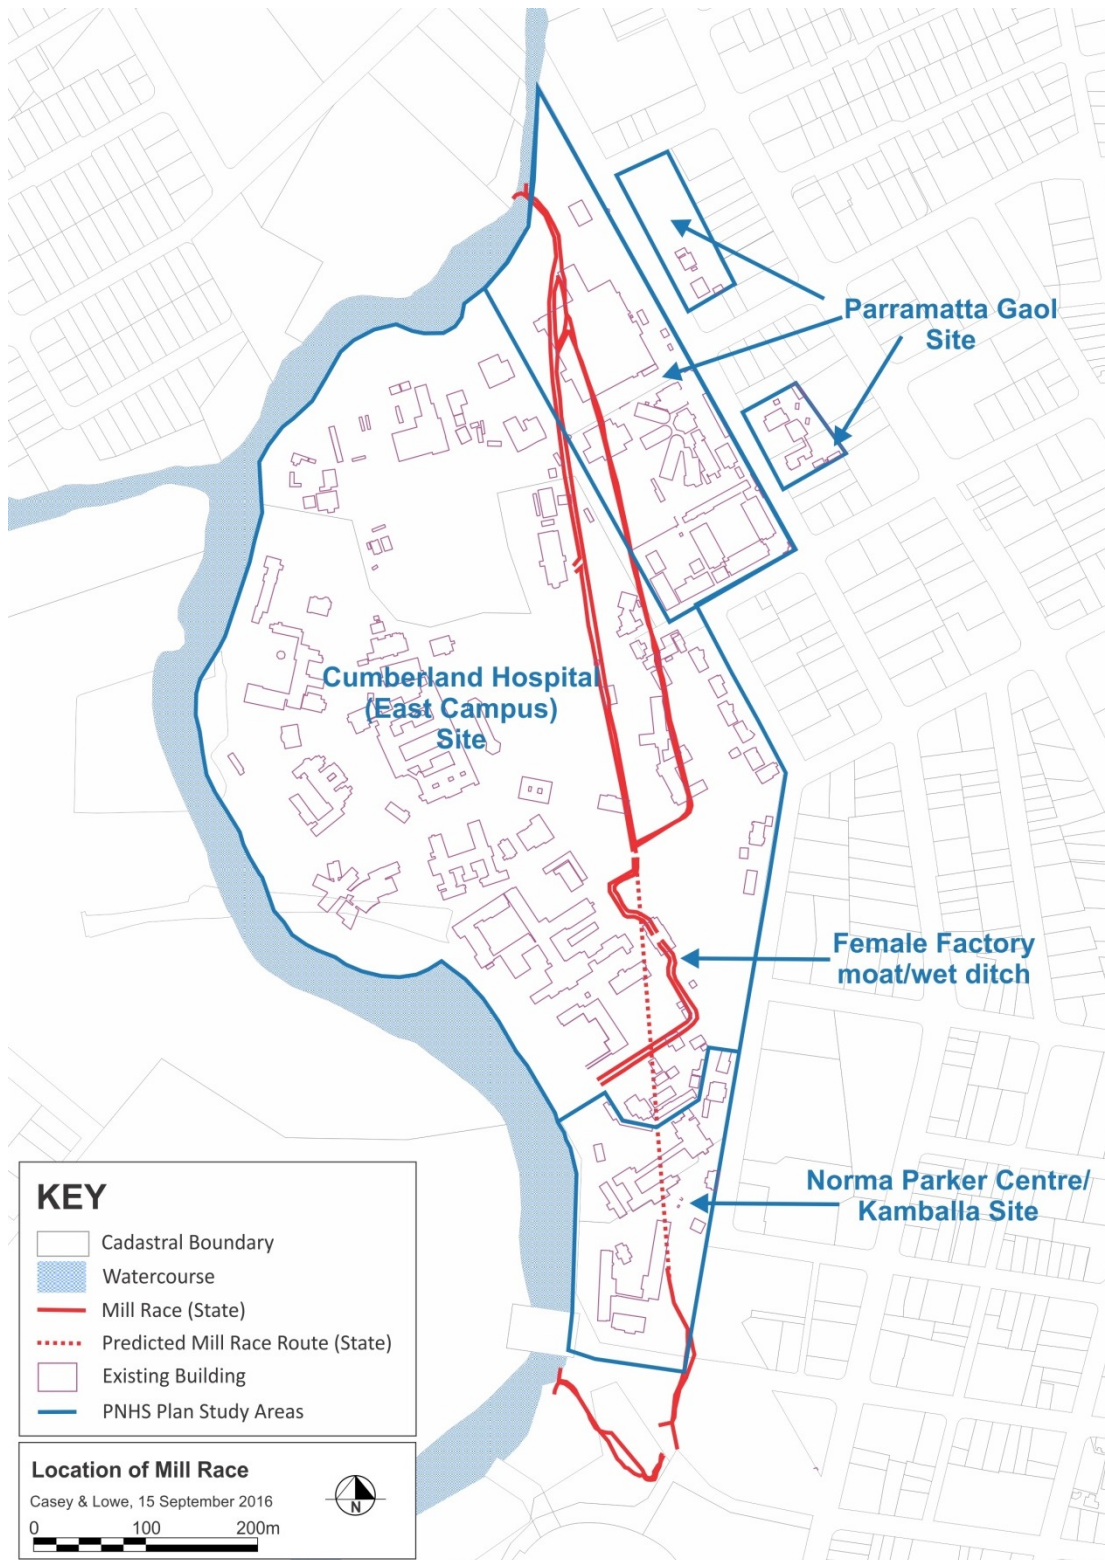 Parramatta Gaol
Site
Cumberland Hospital
(East Campus)
Site
Female Factory
moat/wet ditch
Norma Parker Centre/
Kamballa Site
KEY
Cadastral Boundary
Watercourse
Mill Race (State)
Predicted Mill Race Route (State)
Existing Building
PNHS Plan Study Areas
Location of Mill Race
Casey & Lowe, 15 September 2016
N
0 100 200m